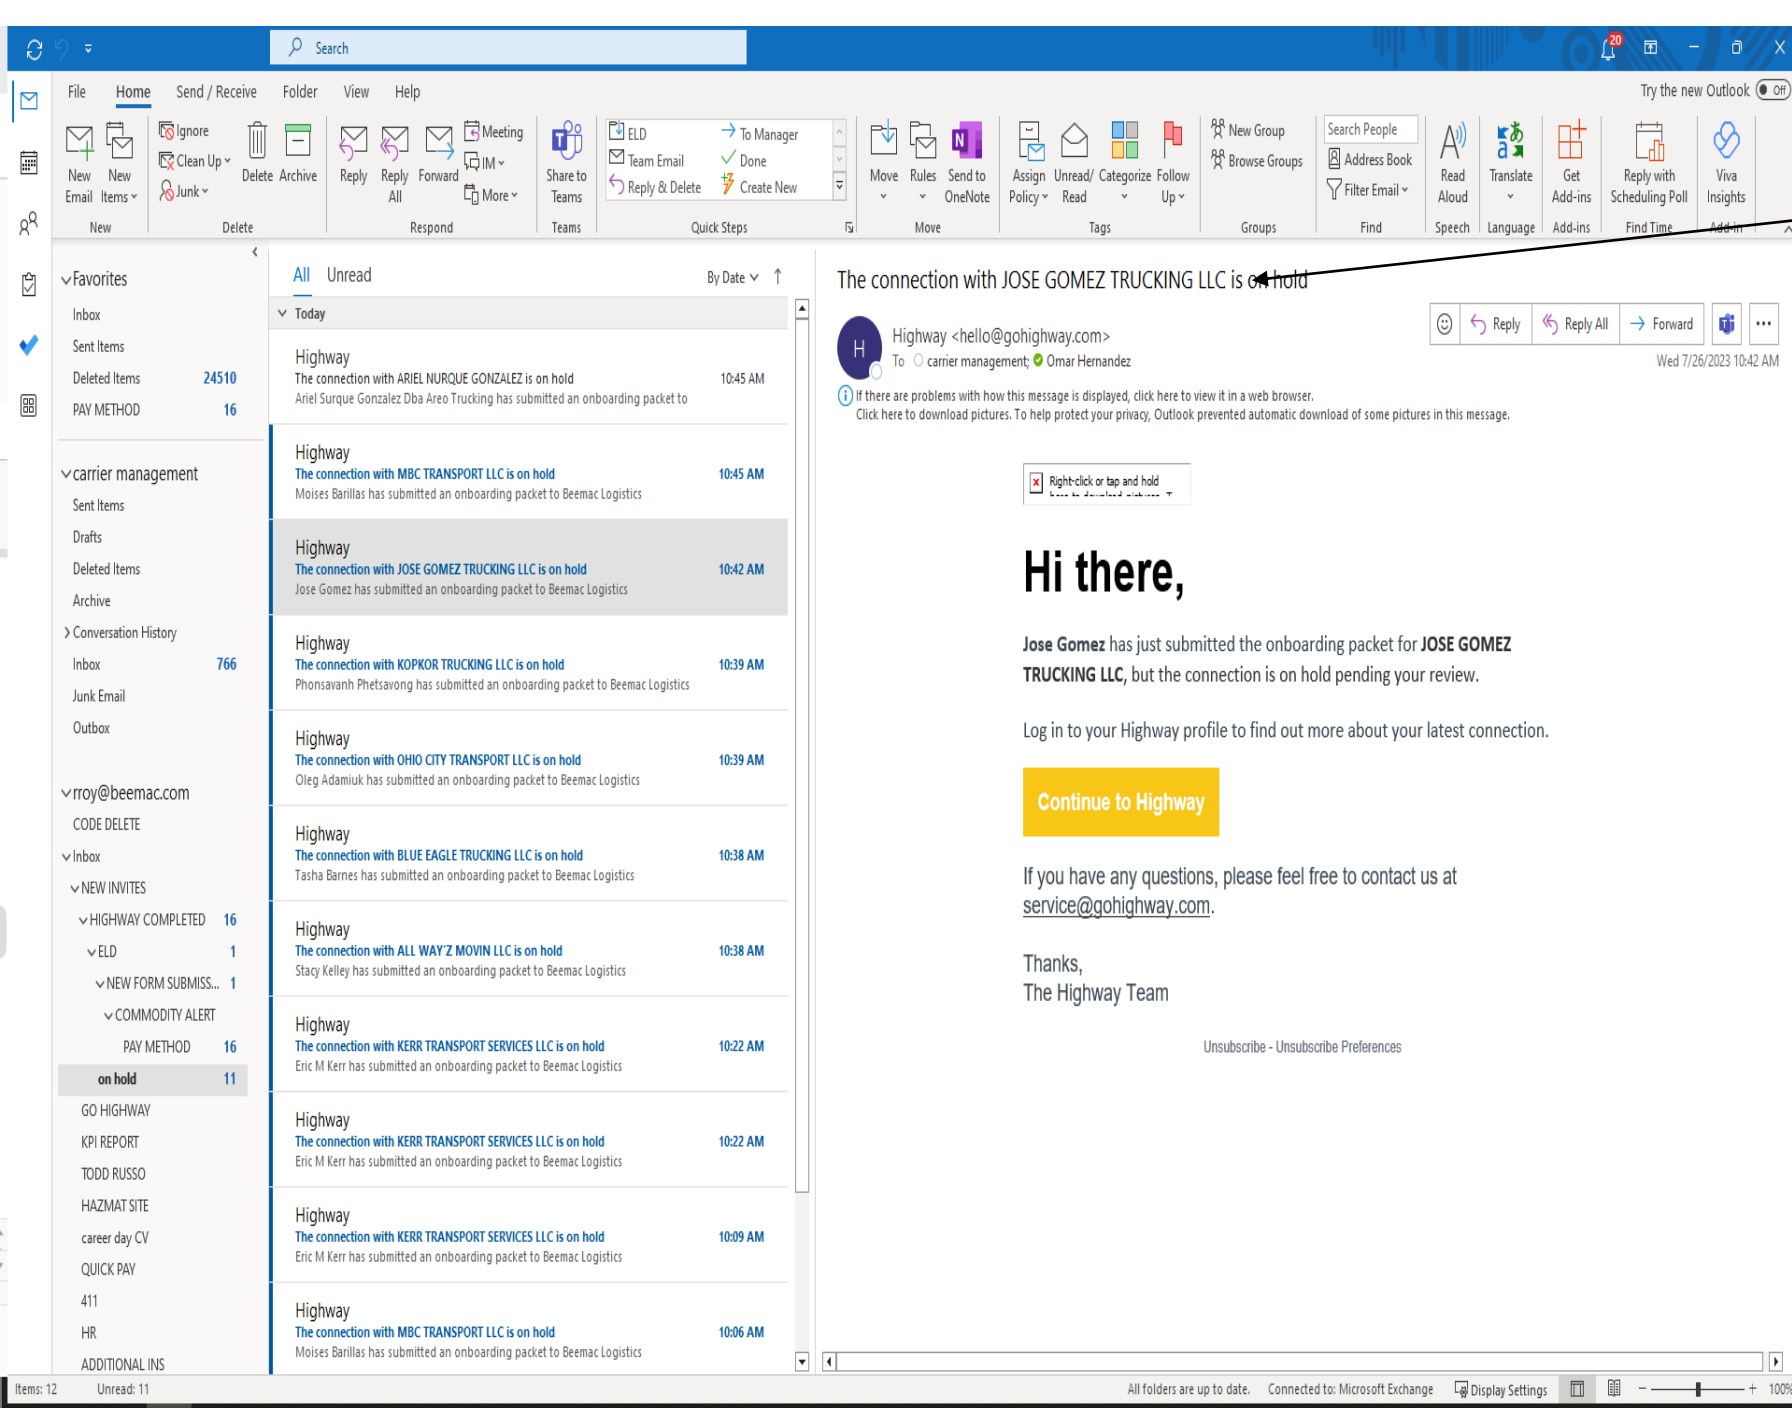 Search
20
File Home Send / Receive Folder View Help
Try the new Outlook Off
New Email
New Items
Ignore
Clean Up
Junk
Delete
Archive
Reply
Reply All
Forward
Meeting
IM
More
Share to Teams
ELD
Team Email
Reply & Delete
To Manager
Done
Create New
Move
Rules
Send to OneNote
Assign Policy
Unread/ Read
Categorize
Follow Up
New Group
Browse Groups
Search People
Address Book
Filter Email
Read Aloud
Translate
Get Add-ins
Reply with Scheduling Poll
Viva Insights
New Delete Respond Teams Quick Steps Move Tags Groups Find Speech Language Add-ins Find Time Add-in
Favorites
Inbox
Sent Items
Deleted Items 24510
PAY METHOD 16
carrier management
Sent Items
Drafts
Deleted Items
Archive
Conversation History
Inbox 766
Junk Email
Outbox
rroy@beemac.com
CODE DELETE
Inbox
NEW INVITES
HIGHWAY COMPLETED 16
ELD 1
NEW FORM SUBMISS... 1
COMMODITY ALERT
PAY METHOD 16
on hold 11
GO HIGHWAY
KPI REPORT
TODD RUSSO
HAZMAT SITE
career day CV
QUICK PAY
411
HR
ADDITIONAL INS
All Unread By Date
Today
Highway
The connection with ARIEL NURQUE GONZALEZ is on hold 10:45 AM
Ariel Surque Gonzalez Dba Areo Trucking has submitted an onboarding packet to
Highway
The connection with MBC TRANSPORT LLC is on hold 10:45 AM
Moises Barillas has submitted an onboarding packet to Beemac Logistics
Highway
The connection with JOSE GOMEZ TRUCKING LLC is on hold 10:42 AM
Jose Gomez has submitted an onboarding packet to Beemac Logistics
Highway
The connection with KOPKOR TRUCKING LLC is on hold 10:39 AM
Phonsavanh Phetsavong has submitted an onboarding packet to Beemac Logistics
Highway
The connection with OHIO CITY TRANSPORT LLC is on hold 10:39 AM
Oleg Adamiuk has submitted an onboarding packet to Beemac Logistics
Highway
The connection with BLUE EAGLE TRUCKING LLC is on hold 10:38 AM
Tasha Barnes has submitted an onboarding packet to Beemac Logistics
Highway
The connection with ALL WAY'Z MOVIN LLC is on hold 10:38 AM
Stacy Kelley has submitted an onboarding packet to Beemac Logistics
Highway
The connection with KERR TRANSPORT SERVICES LLC is on hold 10:22 AM
Eric M Kerr has submitted an onboarding packet to Beemac Logistics
Highway
The connection with KERR TRANSPORT SERVICES LLC is on hold 10:22 AM
Eric M Kerr has submitted an onboarding packet to Beemac Logistics
Highway
The connection with KERR TRANSPORT SERVICES LLC is on hold 10:09 AM
Eric M Kerr has submitted an onboarding packet to Beemac Logistics
Highway
The connection with MBC TRANSPORT LLC is on hold 10:06 AM
Moises Barillas has submitted an onboarding packet to Beemac Logistics
The connection with JOSE GOMEZ TRUCKING LLC is on hold
H
Highway <hello@gohighway.com>
To carrier management; Omar Hernandez
Reply Reply All Forward
Wed 7/26/2023 10:42 AM
If there are problems with how this message is displayed, click here to view it in a web browser.
Click here to download pictures. To help protect your privacy, Outlook prevented automatic download of some pictures in this message.
Right-click or tap and hold
Hi there,
Jose Gomez has just submitted the onboarding packet for JOSE GOMEZ
TRUCKING LLC, but the connection is on hold pending your review.
Log in to your Highway profile to find out more about your latest connection.
Continue to Highway
If you have any questions, please feel free to contact us at
service@gohighway.com.
Thanks,
The Highway Team
Unsubscribe - Unsubscribe Preferences
Items: 12 Unread: 11 All folders are up to date. Connected to: Microsoft Exchange Display Settings 100%